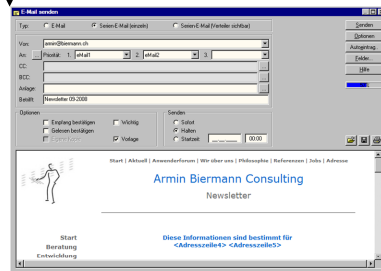 E-Mail senden
Typ: E-Mail Serien-E-Mail (einzeln) Serien-E-Mail (Verteiler sichtbar)
Senden
Optionen
Von: armin@biermann.ch
Autoeintrag.
An: ... Priorität: 1. eMail1 2. eMail2 3.
Felder...
CC:
Hilfe
BCC:
Anlage:
Betreff: Newsletter 09-2008
Optionen
Empfang bestätigen Wichtig
Gelesen bestätigen
Vorlage
Senden
Sofort
Halten
Startzeit: 00:00
Start | Aktuell | Anwenderforum | Wir über uns | Philosophie | Referenzen | Jobs | Adresse
Armin Biermann Consulting
Newsletter
Start
Beratung
Entwicklung
Diese Informationen sind bestimmt für
<Adresszeile4> <Adresszeile5>